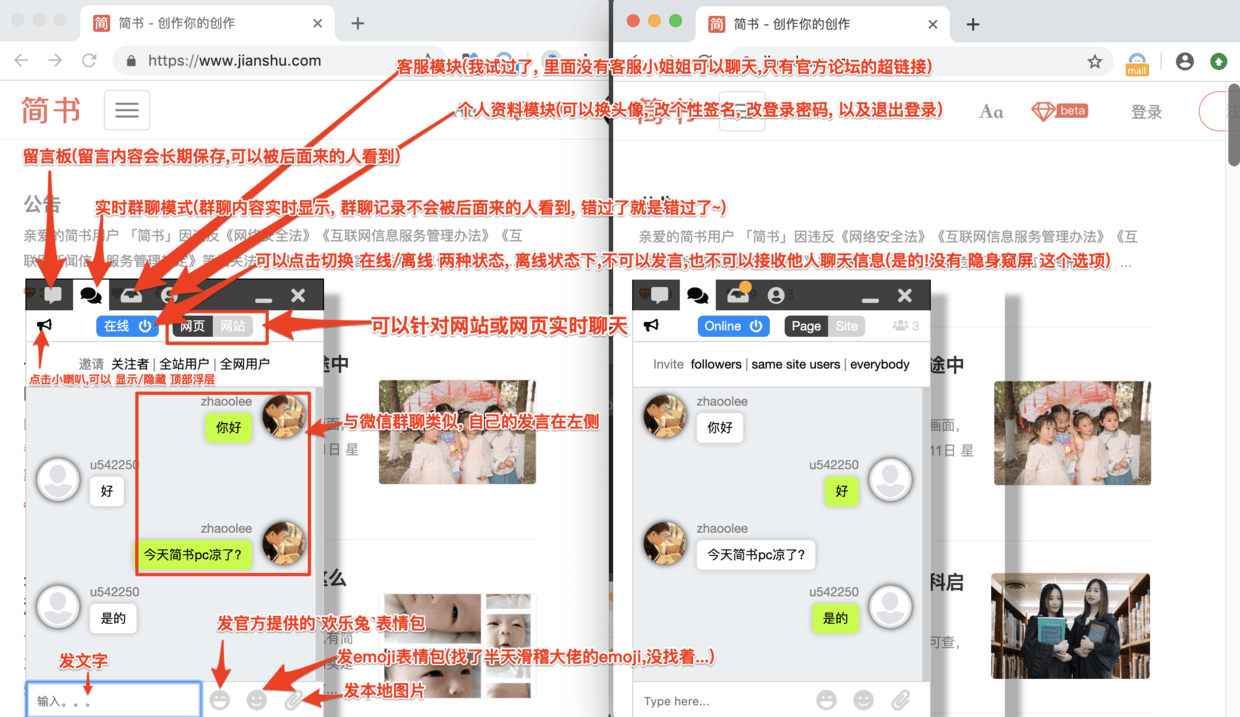 简 简书 - 创作你的创作
https://www.jianshu.com
简 简书 - 创作你的创作
mail
客服模块(我试过了, 里面没有客服小姐姐可以聊天,只有官方论坛的超链接)
简书
个人资料模块(可以换头像, 改个性签名, 改登录密码, 以及退出登录)
Aa
beta
登录
留言板(留言内容会长期保存,可以被后面来的人看到)
公告
实时群聊模式(群聊内容实时显示, 群聊记录不会被后面来的人看到, 错过了就是错过了~)
亲爱的简书用户 「简书」因违反《网络安全法》《互联网信息服务管理办法》《互
亲爱的简书用户 「简书」因违反《网络安全法》《互联网信息服务管理办法》《互
可以点击切换 在线/离线 两种状态, 离线状态下,不可以发言,也不可以接收他人聊天信息(是的!没有 隐身窥屏 这个选项)
在线
网页
网站
可以针对网站或网页实时聊天
点击小喇叭,可以 显示/隐藏 顶部浮层
邀请 关注者 | 全站用户 | 全网用户
途中
zhaoolee
你好
与微信群聊类似, 自己的发言在左侧
1日 星
u542250
好
zhaoolee
今天简书pc凉了?
这么
u542250
是的
发官方提供的`欢乐兔`表情包
发文字
发emoji表情包(找了半天滑稽大佬的emoji,没找着...)
发本地图片
输入。。。
Online
Page
Site
3
Invite followers | same site users | everybody
途中
zhaoolee
你好
画面,
11日 星
u542250
好
zhaoolee
今天简书pc凉了?
科启
u542250
是的
可查,
Type here...